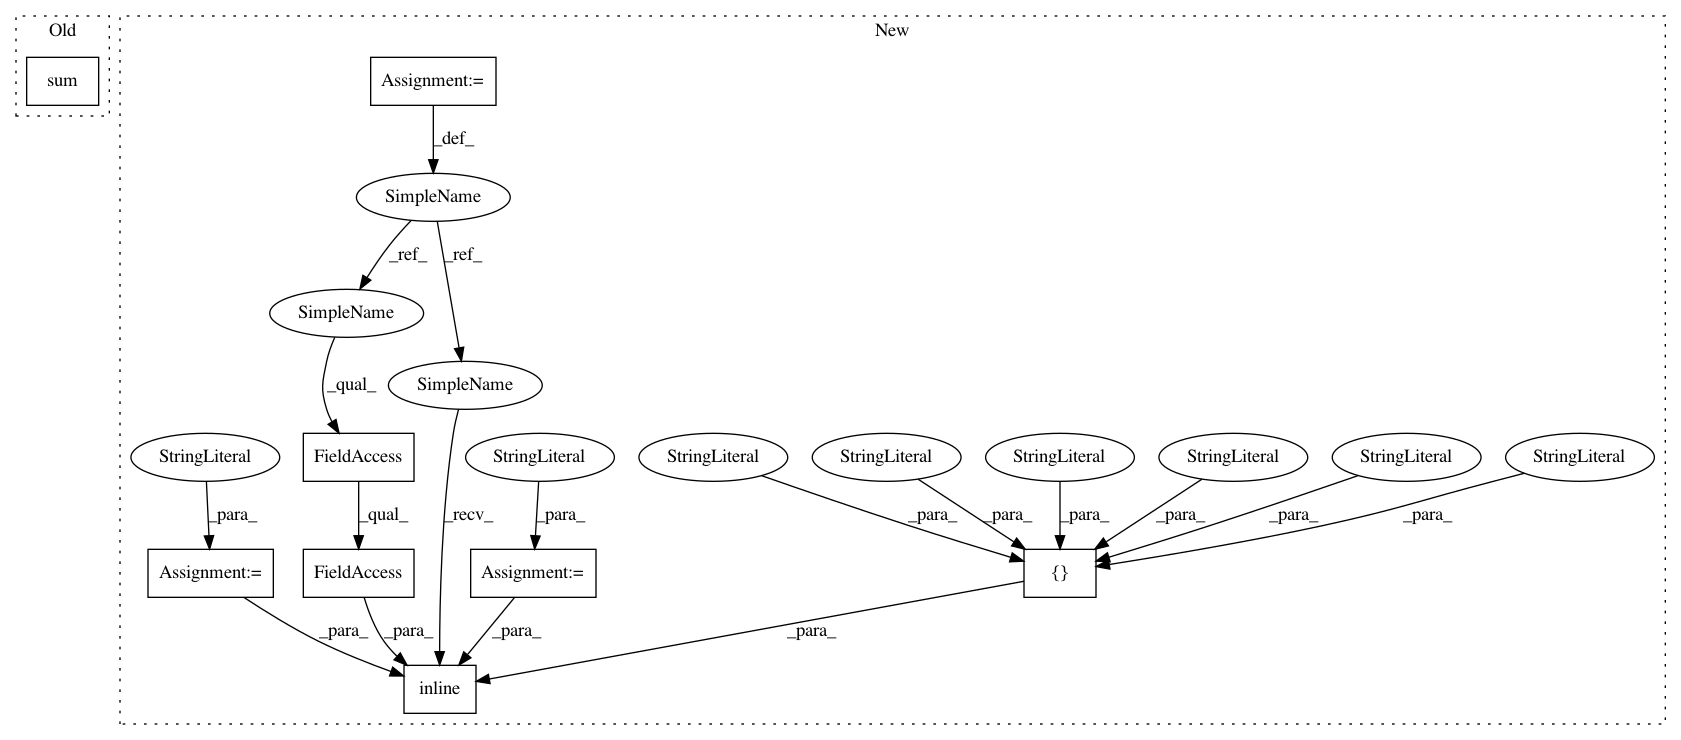 Old
New
sum
Assignment:=
_def_
SimpleName
_ref_
_ref_
SimpleName
SimpleName
_qual_
_recv_
StringLiteral
FieldAccess
StringLiteral
StringLiteral
StringLiteral
StringLiteral
StringLiteral
StringLiteral
StringLiteral
_para_
_qual_
_para_
_para_
_para_
_para_
_para_
_para_
_para_
Assignment:=
FieldAccess
Assignment:=
{}
_para_
_para_
_para_
_para_
inline